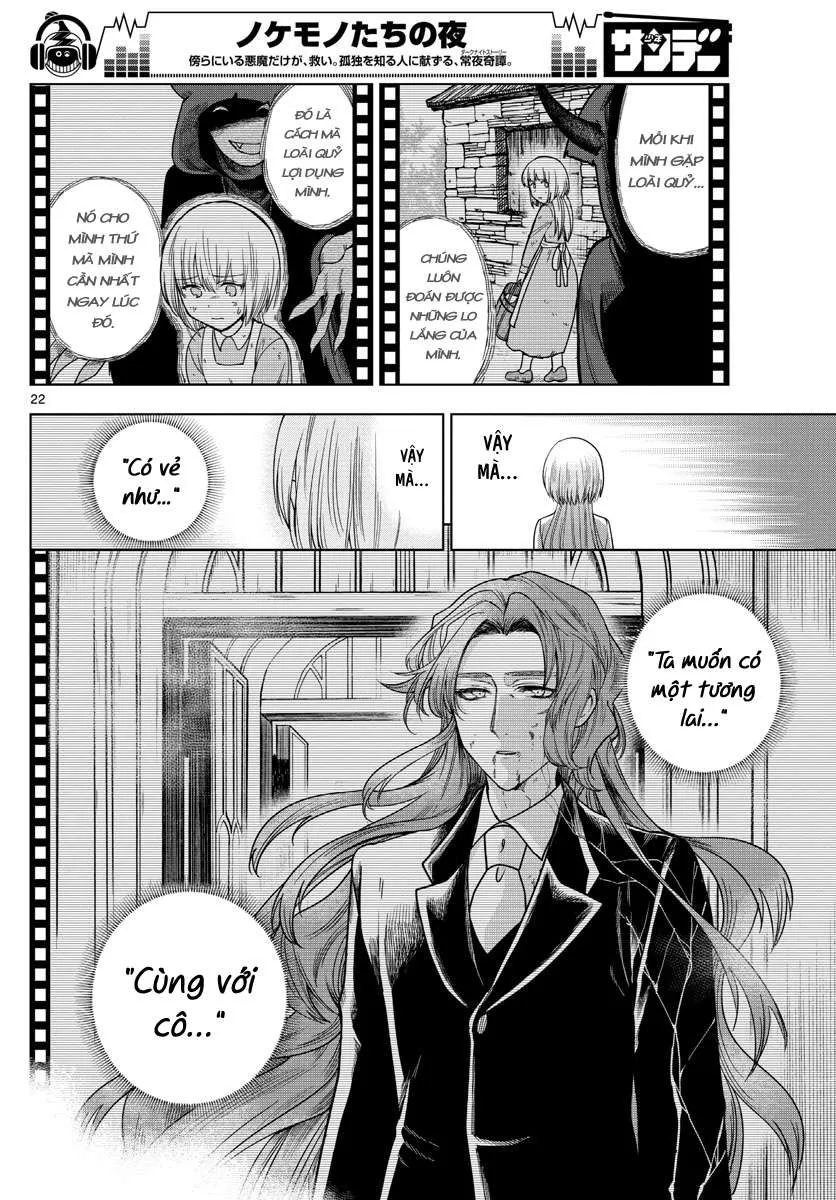 ノケモノたちの夜
ダークナイトストーリー
傍らにいる悪魔だけが、救い。孤独を知る人に献ずる、常夜奇譚。
少年
サンデー
MỖI KHI
MÌNH GẶP
LOÀI QUỶ...
CHÚNG
LUÔN
ĐOÁN ĐƯỢC
NHỮNG LO
LẮNG CỦA
MÌNH.
ĐÓ LÀ
CÁCH MÀ
LOÀI QUỶ
LỢI DỤNG
MÌNH.
NÓ CHO
MÌNH THỨ
MÀ MÌNH
CẦN NHẤT
NGAY LÚC
ĐÓ.
22
VẬY
MÀ...
VẬY
MÀ...
"Có vẻ
như..."
"Ta muốn có
một tương
lai..."
"Cùng với
cô..."